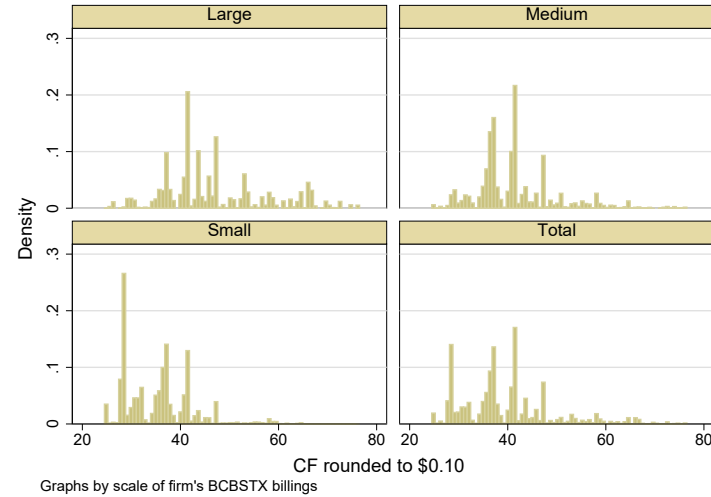 Large
Medium
.3
.2
.1
0
Small
Total
.3
.2
.1
0
Density
20 40 60 80 20 40 60 80
CF rounded to $0.10
Graphs by scale of firm's BCBSTX billings